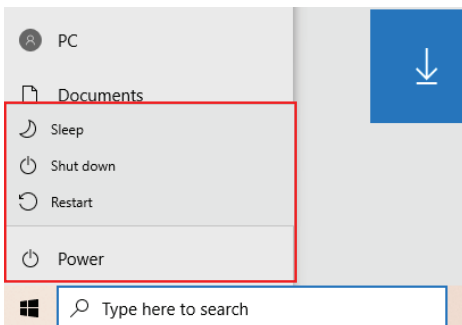 PC
Documents
Sleep
Shut down
Restart
Power
Type here to search